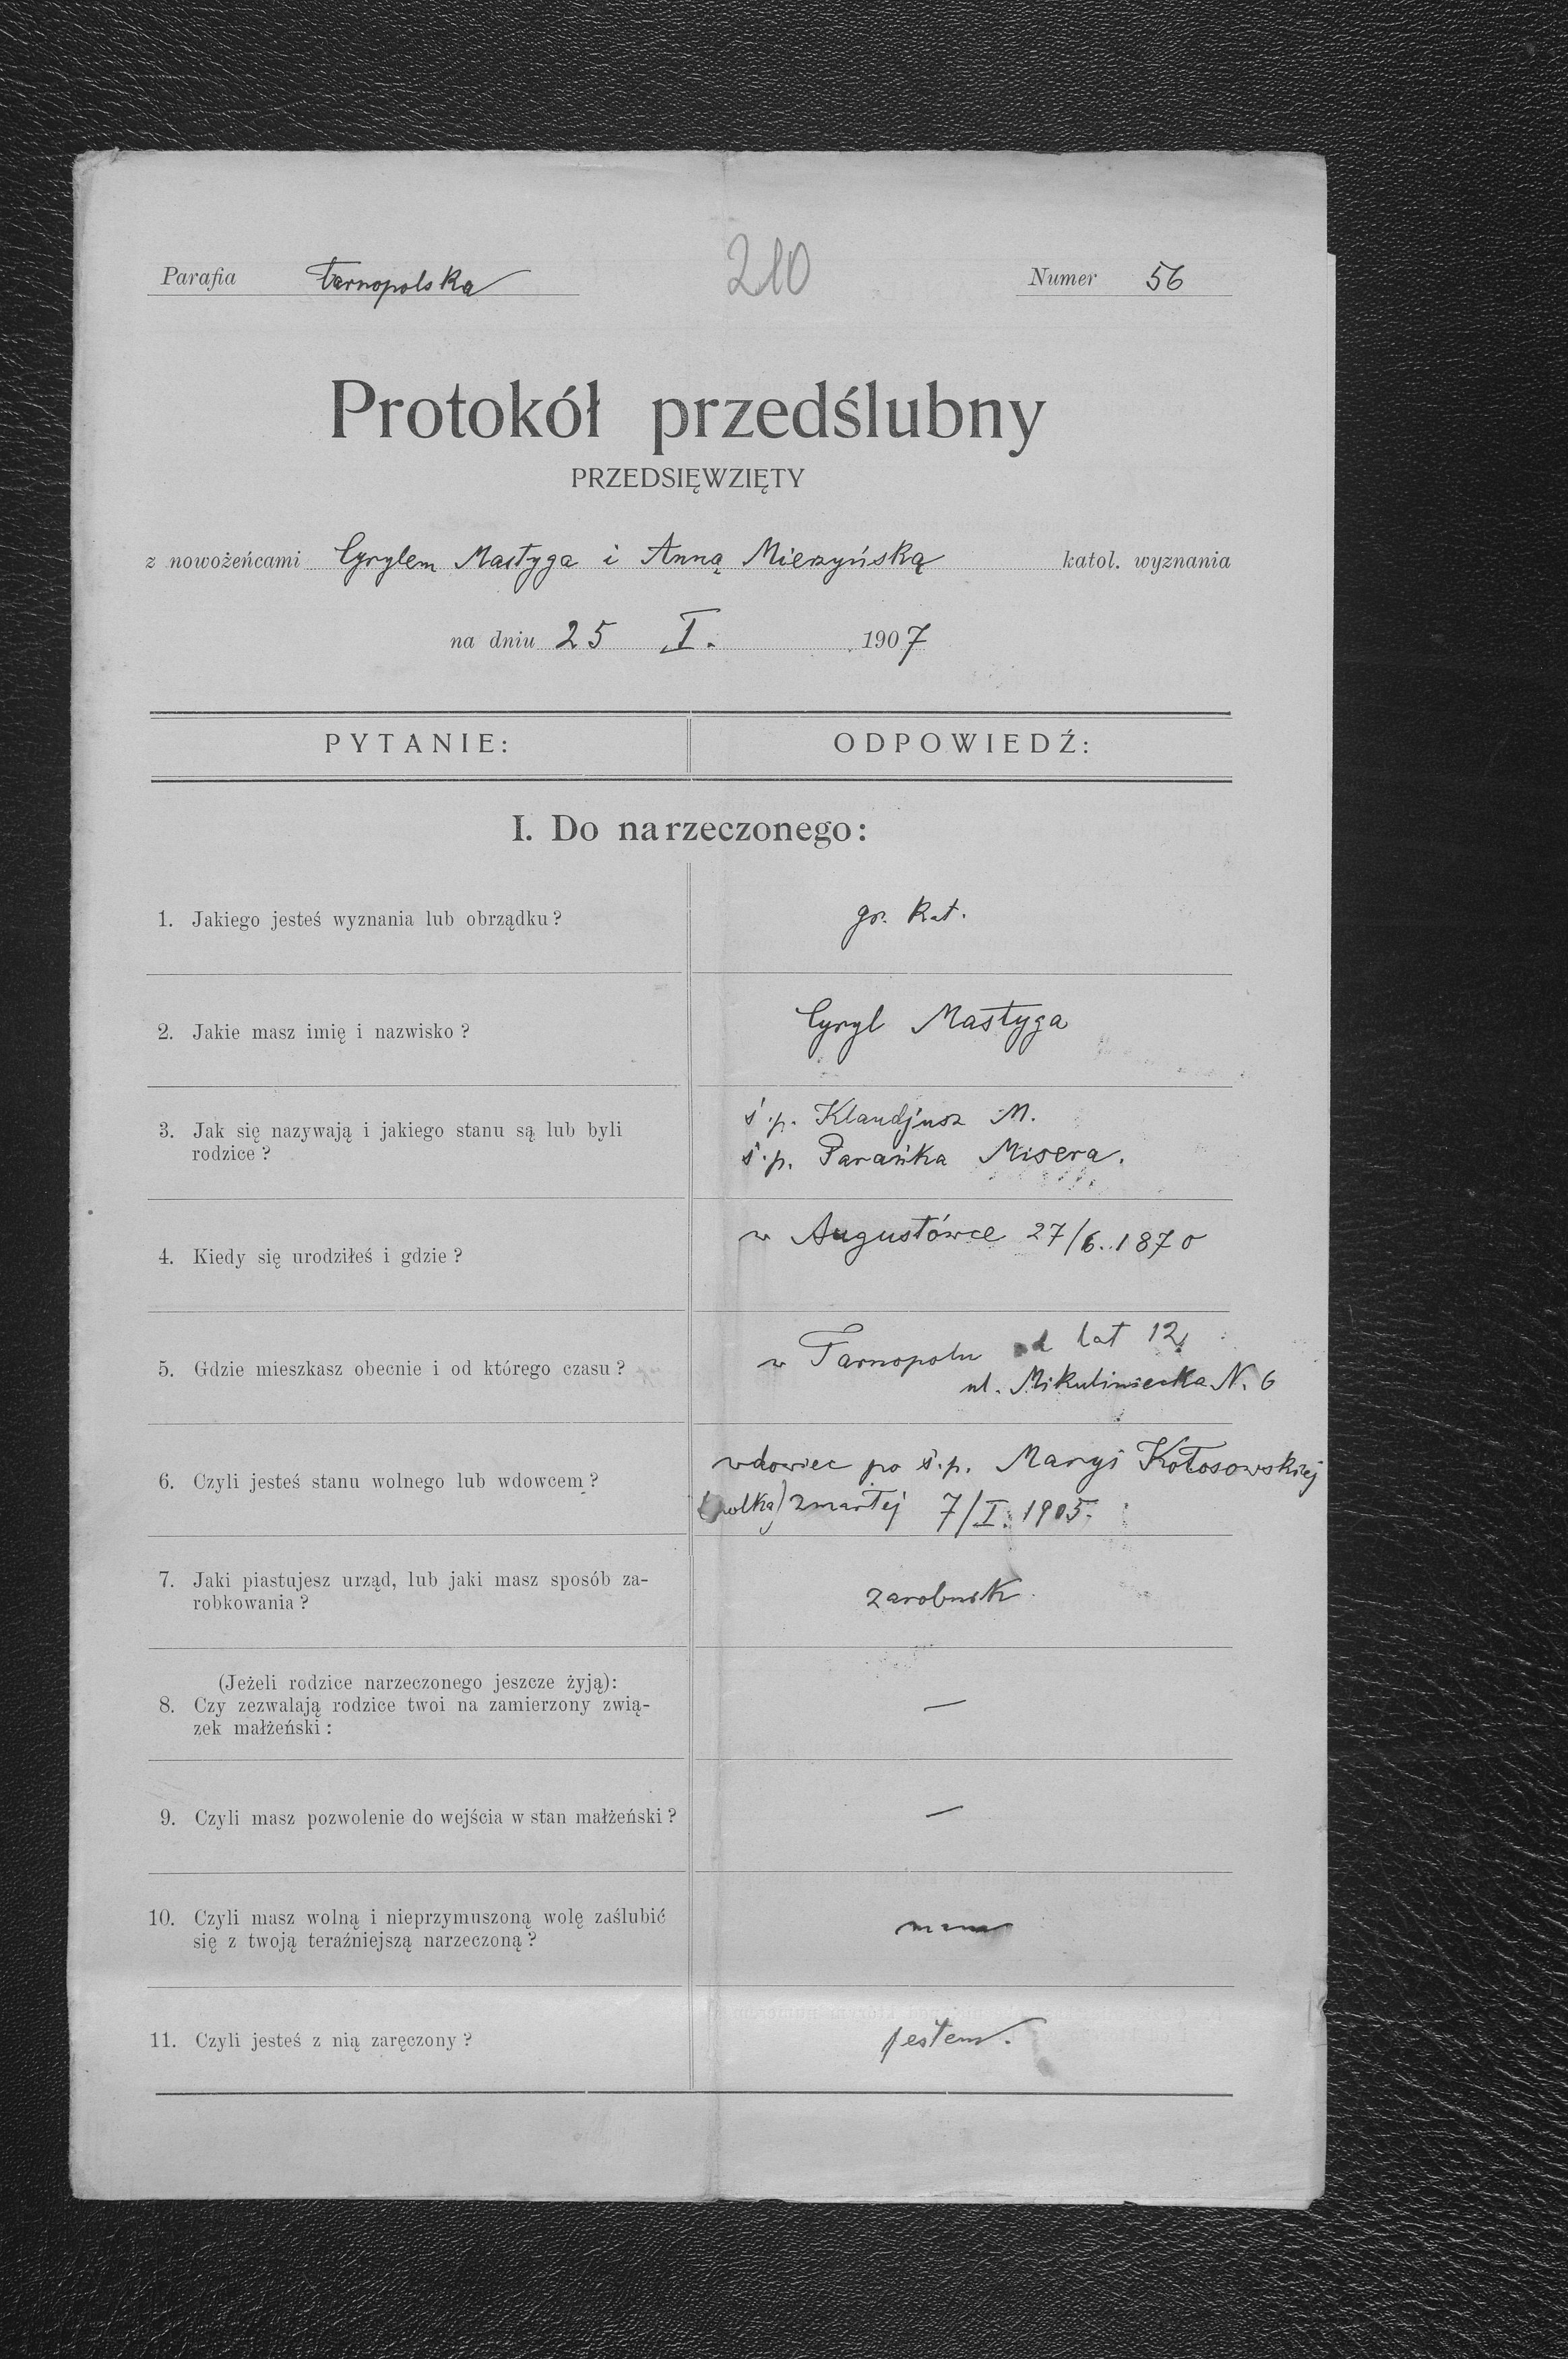 Parafia Tarnopolska 210 Numer 56
Protokół przedślubny
PRZEDSIĘWZIĘTY
z nowożeńcami Cyrylem Mastyga i Anną Mierzyńską katol. wyznania
na dniu 25 I. 1907
PYTANIE: ODPOWIEDŹ:
I. Do narzeczonego:
1. Jakiego jesteś wyznania lub obrządku? gr. kat.
2. Jakie masz imię i nazwisko? Cyryl Mastyga
3. Jak się nazywają i jakiego stanu są lub byli
rodzice?
ś.p. Klaudjusz M.
ś.p. Parańka Misera.
4. Kiedy się urodziłeś i gdzie? w Augustówce 27/6. 1870
5. Gdzie mieszkasz obecnie i od którego czasu? w Tarnopolu od lat 12,
ul. Mikuliniecka N. 6
6. Czyli jesteś stanu wolnego lub wdowcem? wdowiec po ś.p. Maryi Kołosowskiej
zmarłej 7/I. 1905.
7. Jaki piastujesz urząd, lub jaki masz sposób za-
robkowania?
zarobnik
(Jeżeli rodzice narzeczonego jeszcze żyją):
8. Czy zezwalają rodzice twoi na zamierzony zwią-
zek małżeński: —
9. Czyli masz pozwolenie do wejścia w stan małżeński? —
10. Czyli masz wolną i nieprzymuszoną wolę zaślubić
się z twoją teraźniejszą narzeczoną?
mam
11. Czyli jesteś z nią zaręczony? jestem.